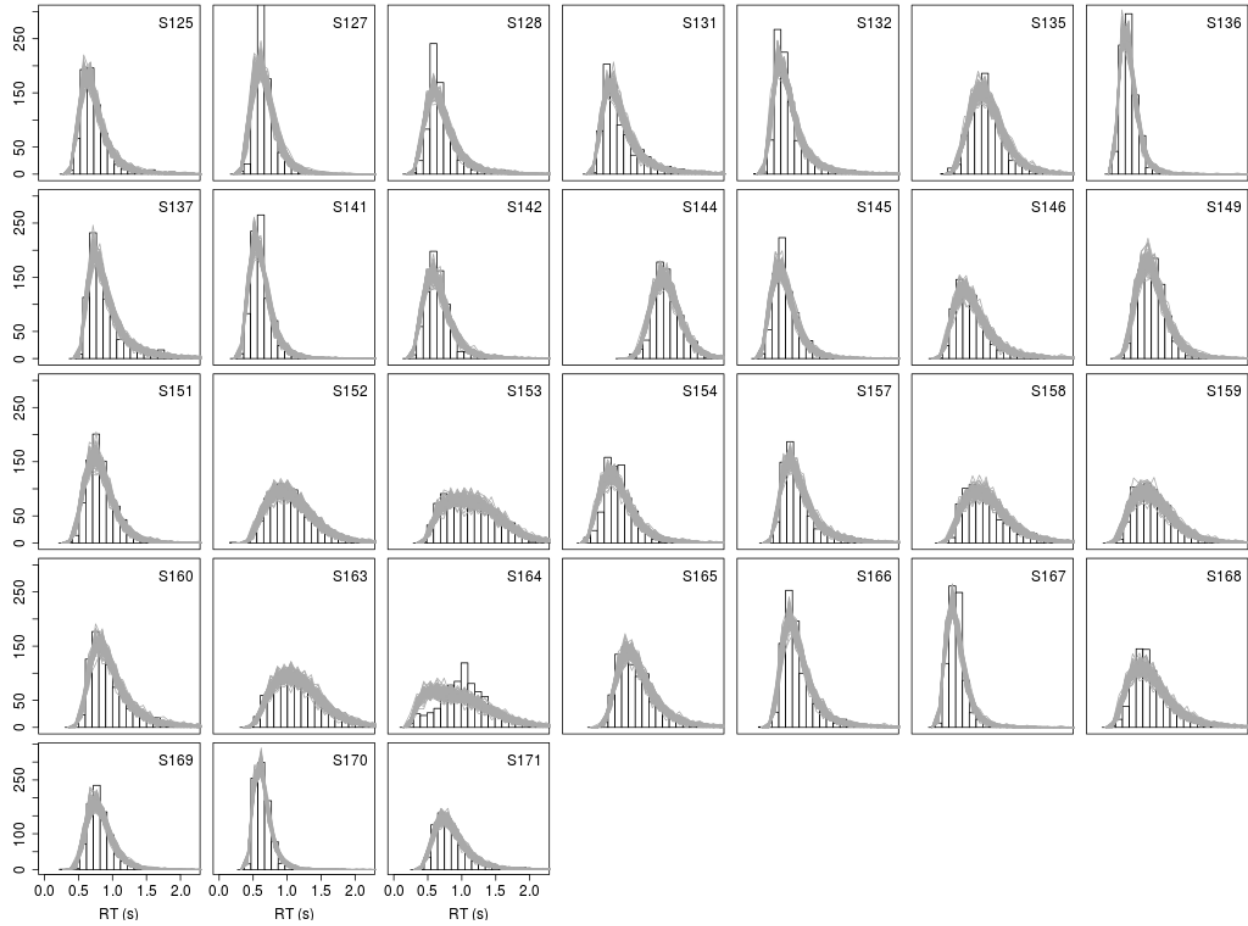 S125 S127 S128 S131 S132 S135 S136
0 50 150 250
S137 S141 S142 S144 S145 S146 S149
0 50 150 250
S151 S152 S153 S154 S157 S158 S159
0 50 150 250
S160 S163 S164 S165 S166 S167 S168
0 50 150 250
S169 S170 S171
0 100 150 250
0.0 0.5 1.0 1.5 2.0 0.0 0.5 1.0 1.5 2.0 0.0 0.5 1.0 1.5 2.0
RT (s) RT (s) RT (s)